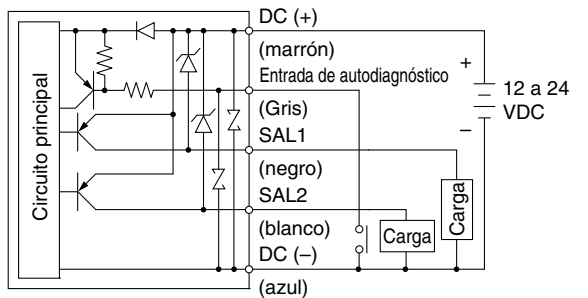 Circuito principal
DC (+)
(marrón)
Entrada de autodiagnóstico
(Gris)
SAL1
(negro)
SAL2
(blanco)
DC (–)
(azul)
Carga
Carga
+
12 a 24
VDC
–